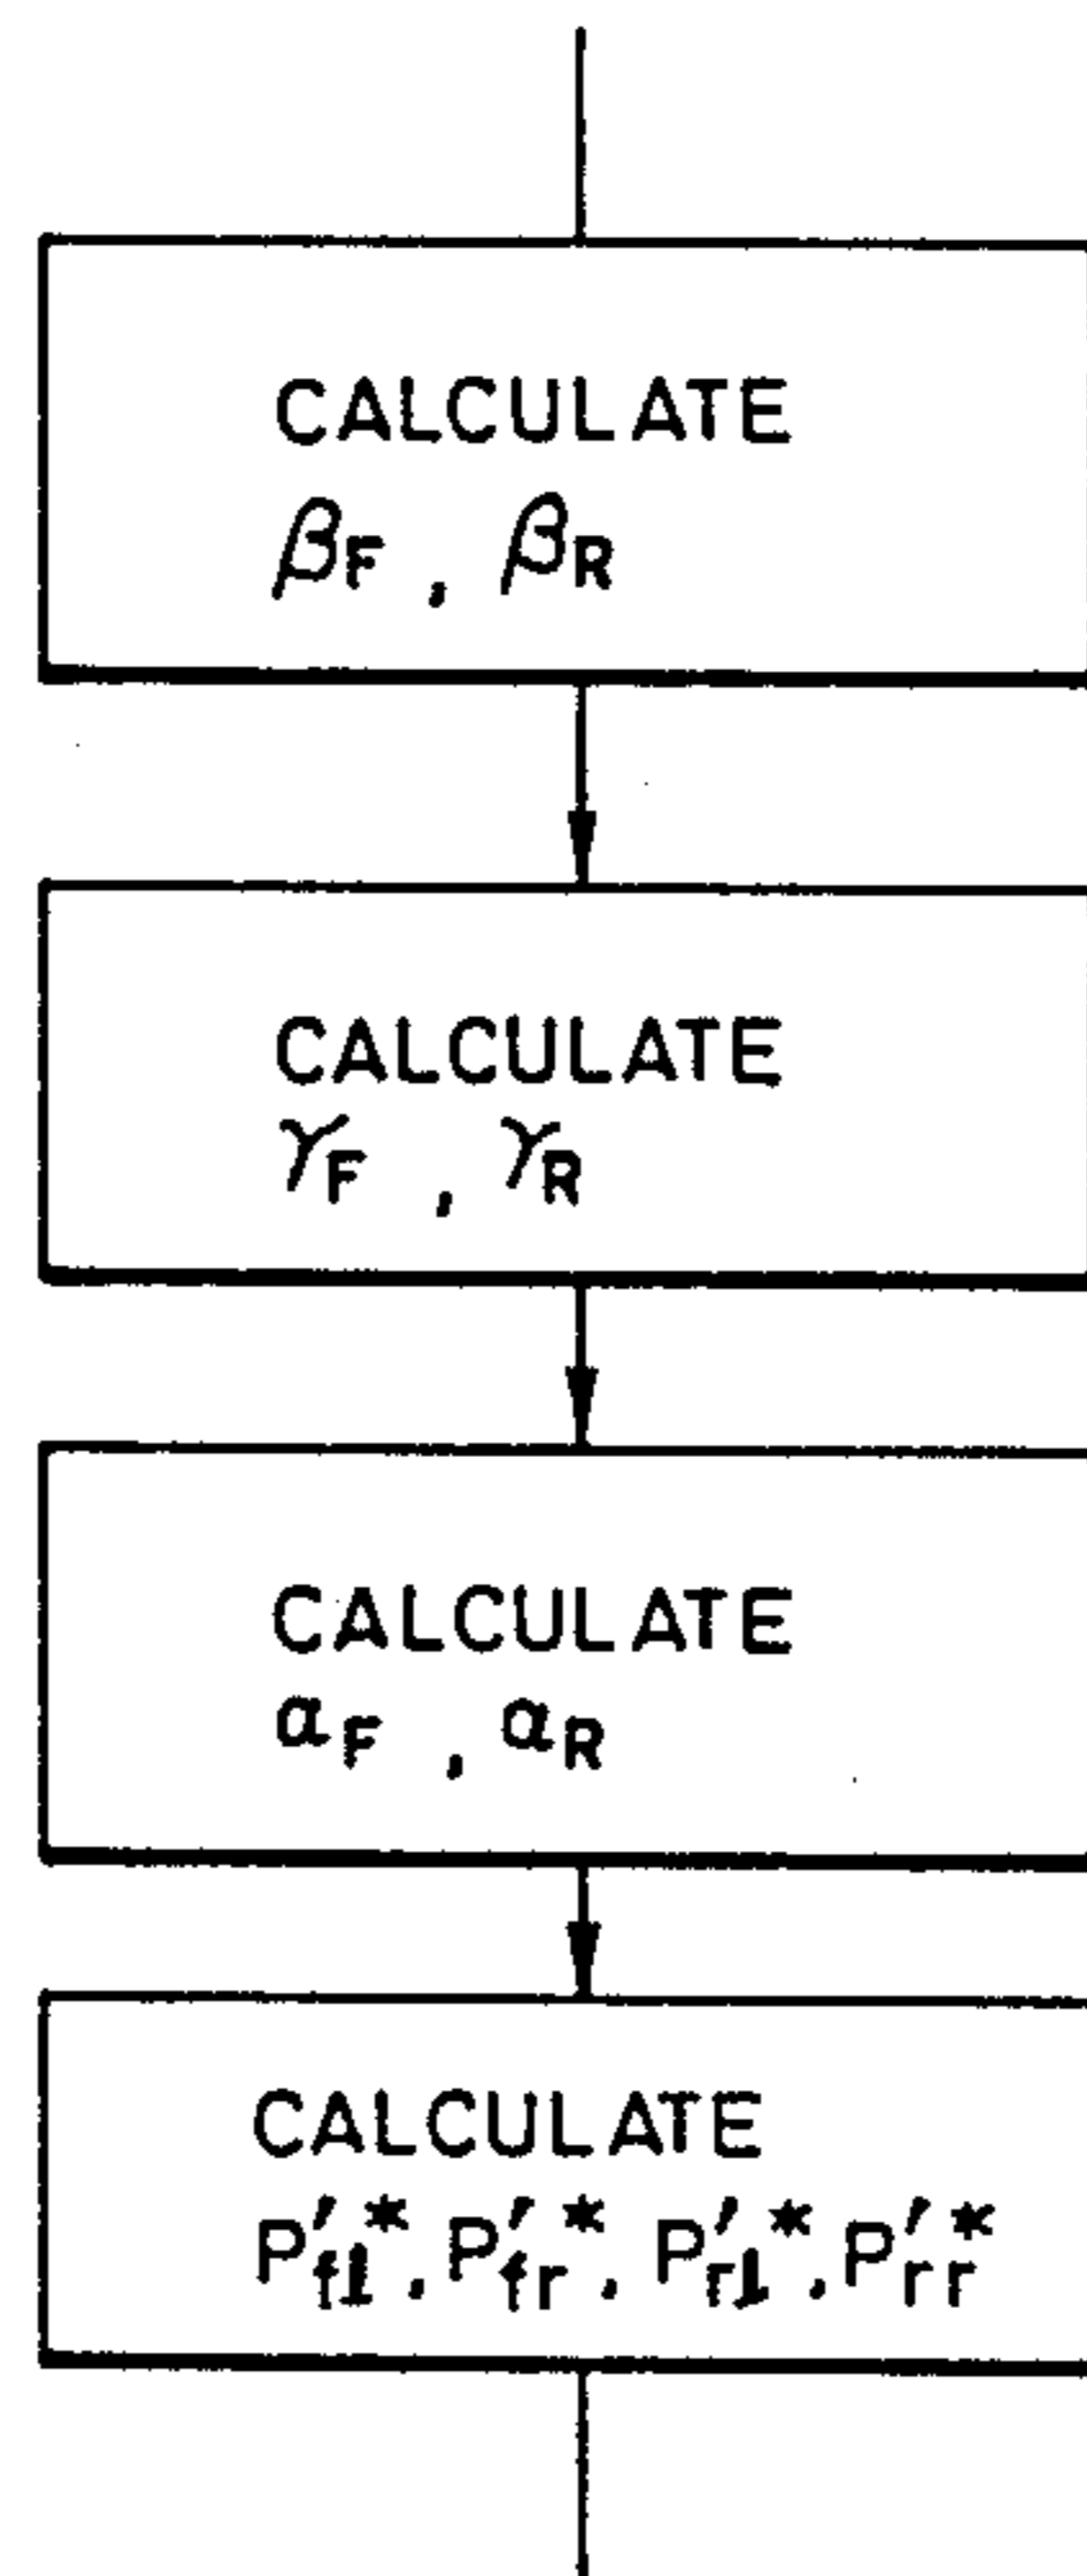 CALCULATE
βF , βR
CALCULATE
γF , γR
CALCULATE
αF , αR
CALCULATE
P'fl*, P'fr*, P'rl*, P'rr*